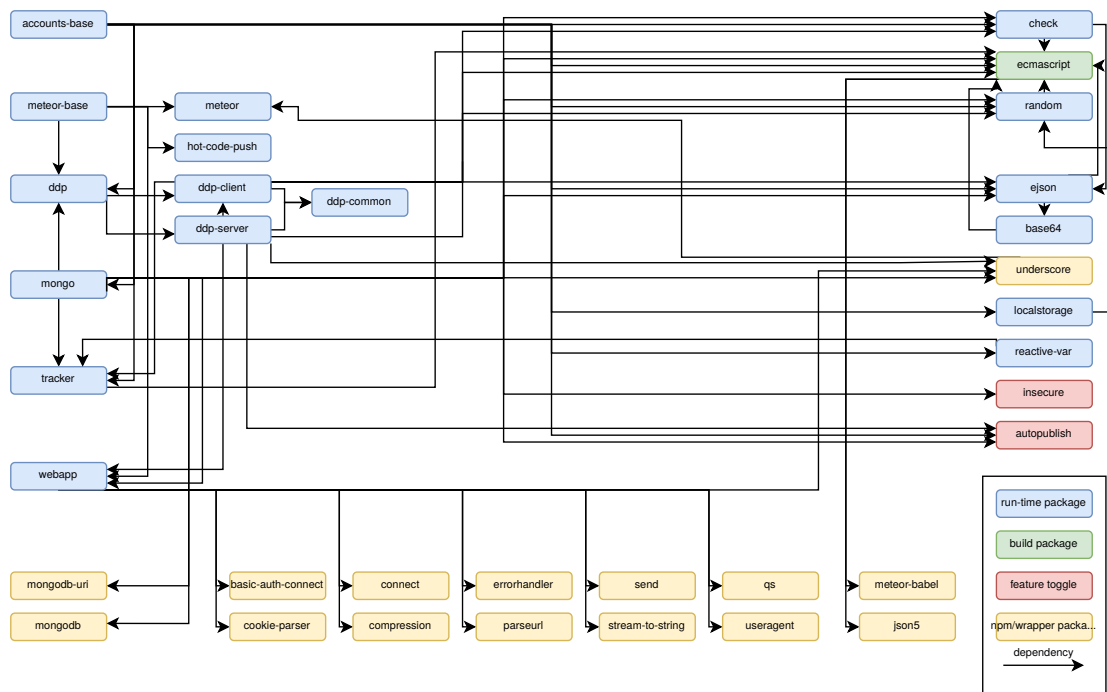 accounts-base
check
ecmascript
meteor-base
meteor
random
hot-code-push
ddp
ddp-client
ddp-common
ejson
ddp-server
base64
mongo
underscore
localstorage
reactive-var
tracker
insecure
autopublish
webapp
run-time package
build package
mongodb-uri
basic-auth-connect
connect
errorhandler
send
qs
meteor-babel
feature toggle
mongodb
cookie-parser
compression
parseurl
stream-to-string
useragent
json5
npm/wrapper packa...
dependency